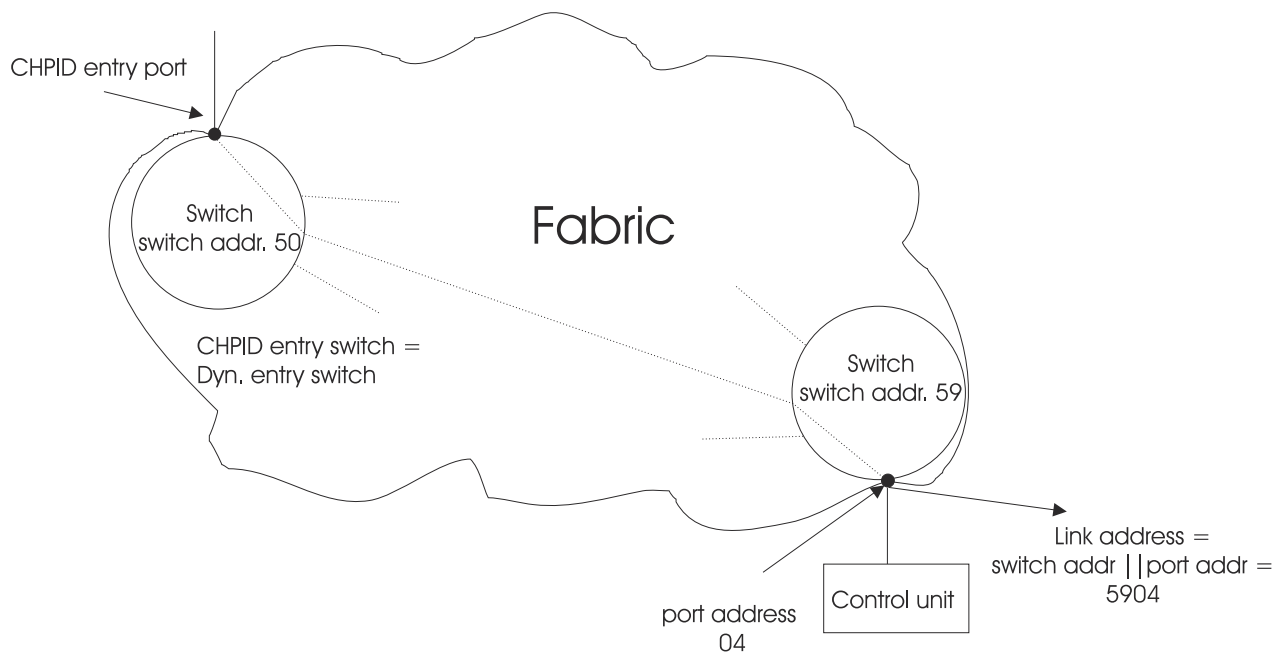 CHPID entry port
Switch
switch addr. 50
Fabric
CHPID entry switch =
Dyn. entry switch
Switch
switch addr. 59
Link address =
switch addr ||port addr =
5904
Control unit
port address
04